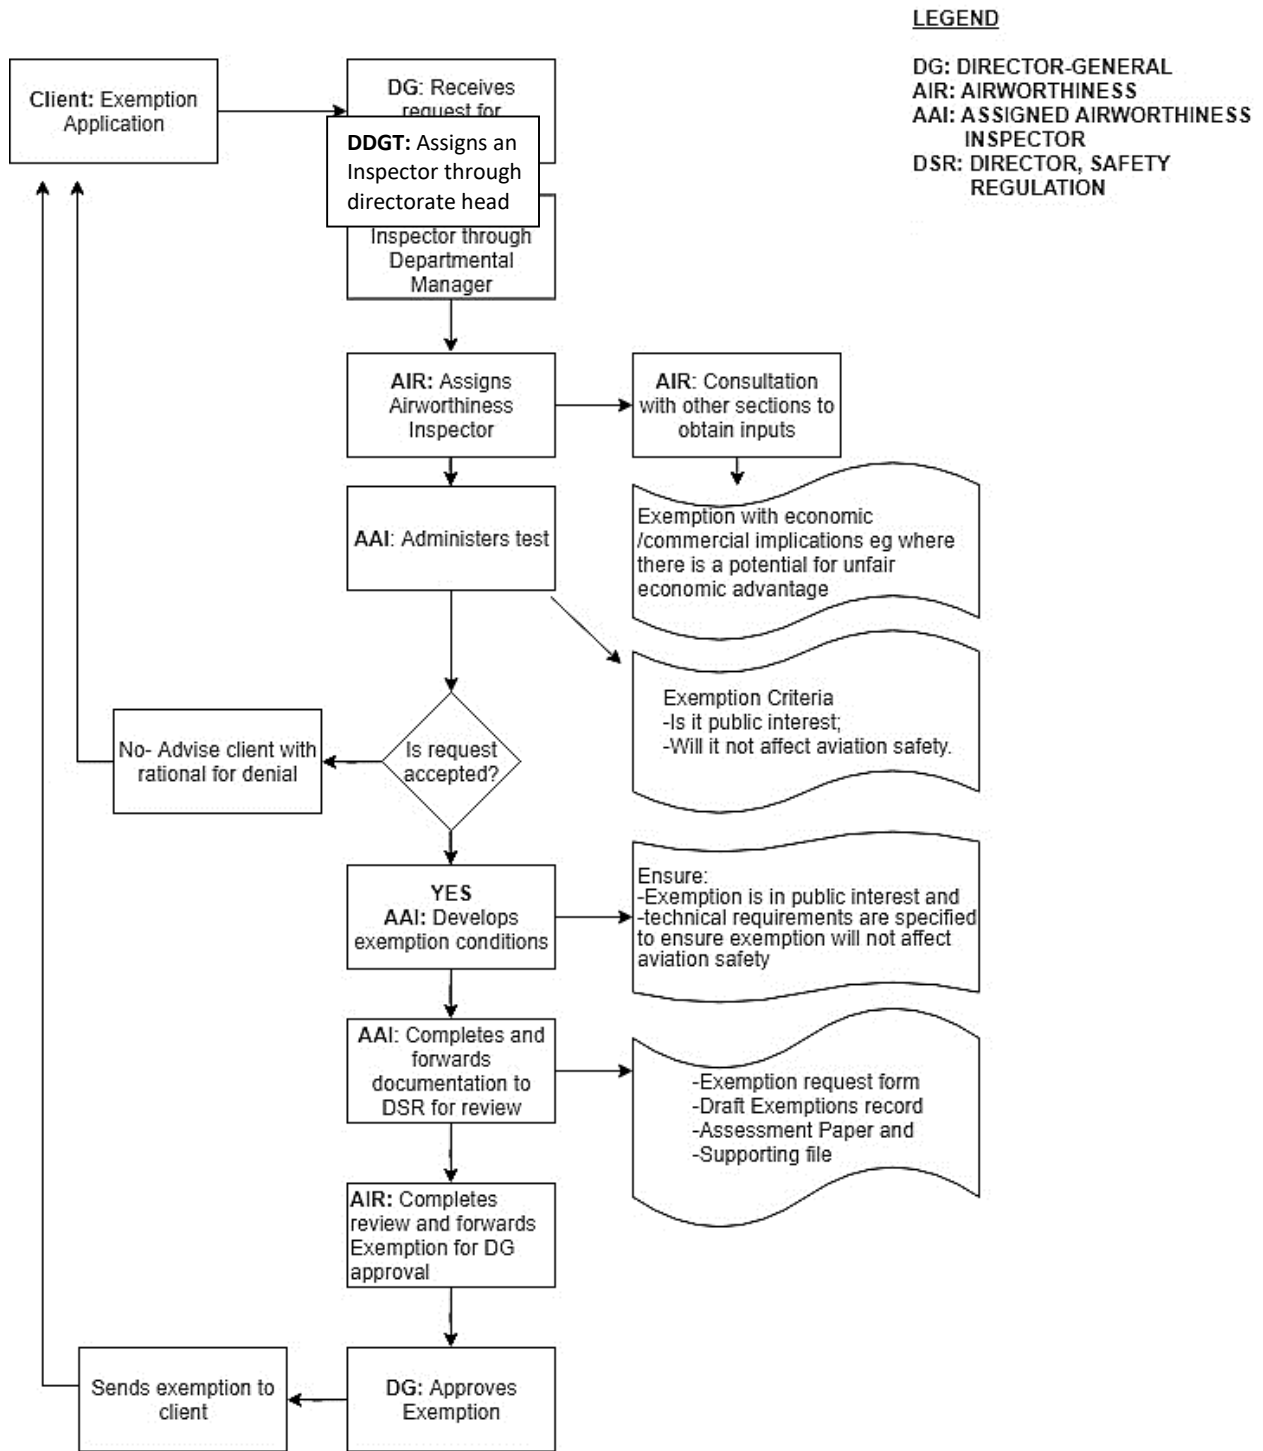 LEGEND
DG: DIRECTOR-GENERAL
AIR: AIRWORTHINESS
AAI: ASSIGNED AIRWORTHINESS
INSPECTOR
DSR: DIRECTOR, SAFETY
REGULATION
Client: Exemption
Application
DG: Receives
request for
DDGT: Assigns an
Inspector through
directorate head
Inspector through
Departmental
Manager
AIR: Assigns
Airworthiness
Inspector
AIR: Consultation
with other sections to
obtain inputs
AAI: Administers test
Exemption with economic
/commercial implications eg where
there is a potential for unfair
economic advantage
Exemption Criteria
-Is it public interest;
-Will it not affect aviation safety.
Is request
accepted?
No- Advise client with
rational for denial
YES
AAI: Develops
exemption conditions
Ensure:
-Exemption is in public interest and
-technical requirements are specified
to ensure exemption will not affect
aviation safety
AAI: Completes and
forwards
documentation to
DSR for review
-Exemption request form
-Draft Exemptions record
-Assessment Paper and
-Supporting file
AIR: Completes
review and forwards
Exemption for DG
approval
DG: Approves
Exemption
Sends exemption to
client